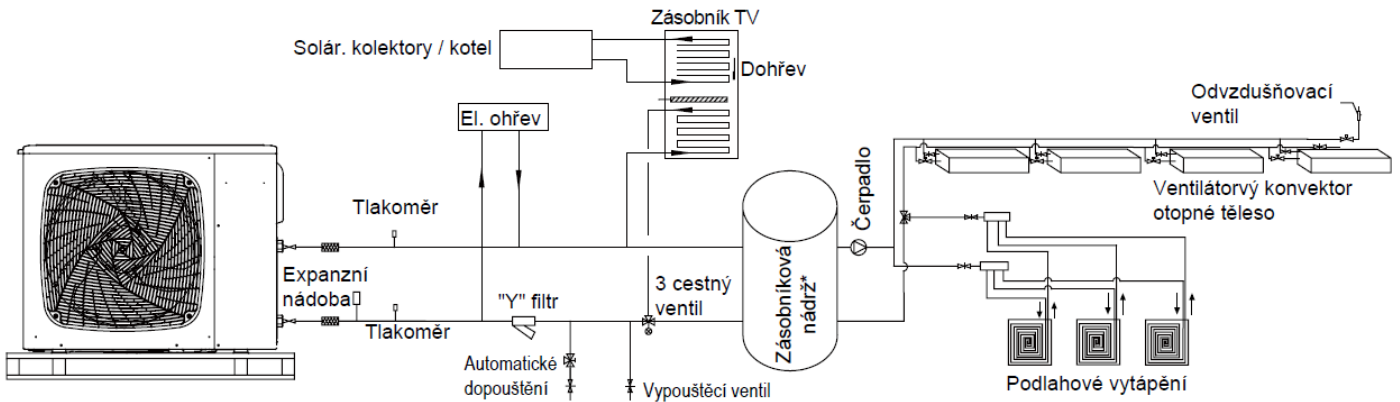 Zásobník TV
Solár. kolektory / kotel
Dohřev
El. ohřev
Odvzdušňovací
ventil
Tlakoměr
Čerpadlo
Ventilátorvý konvektor
otopné těleso
Expanzní
nádoba
Tlakoměr
"Y" filtr
3 cestný
ventil
Zásobníková
nádrž*
Automatické
dopouštění
Vypouštěcí ventil
Podlahové vytápění